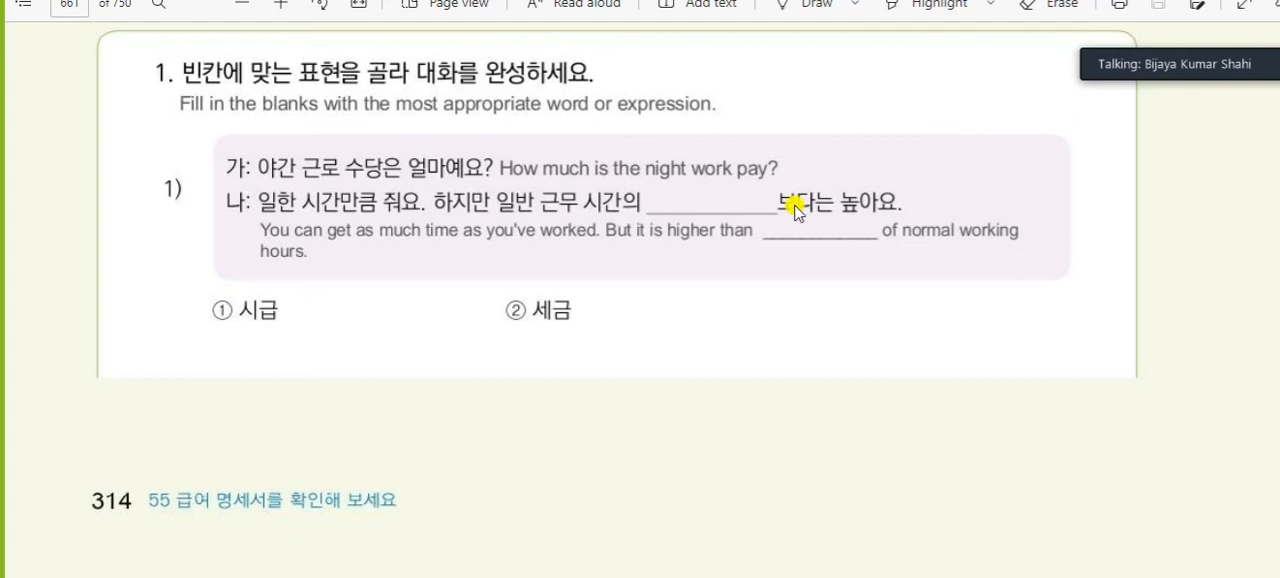 661 of 750 Page view Read aloud Add text Draw Highlight Erase
Talking: Bijaya Kumar Shahi
1. 빈칸에 맞는 표현을 골라 대화를 완성하세요.
Fill in the blanks with the most appropriate word or expression.
1)
가: 야간 근로 수당은 얼마예요? How much is the night work pay?
나: 일한 시간만큼 줘요. 하지만 일반 근무 시간의 ____________보다는 높아요.
You can get as much time as you've worked. But it is higher than ____________ of normal working
hours.
① 시급 ② 세금
314 55 급여 명세서를 확인해 보세요